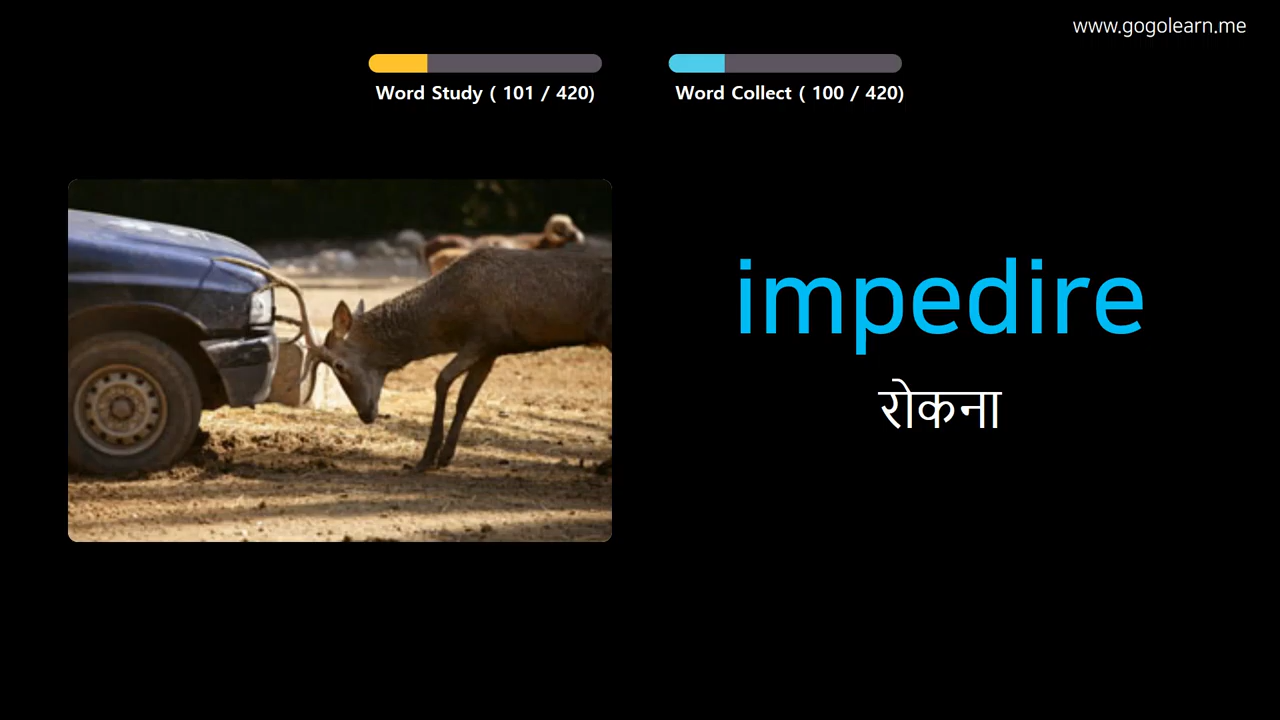 www.gogolearn.me
Word Study ( 101 / 420)
Word Collect ( 100 / 420)
impedire
रोकना